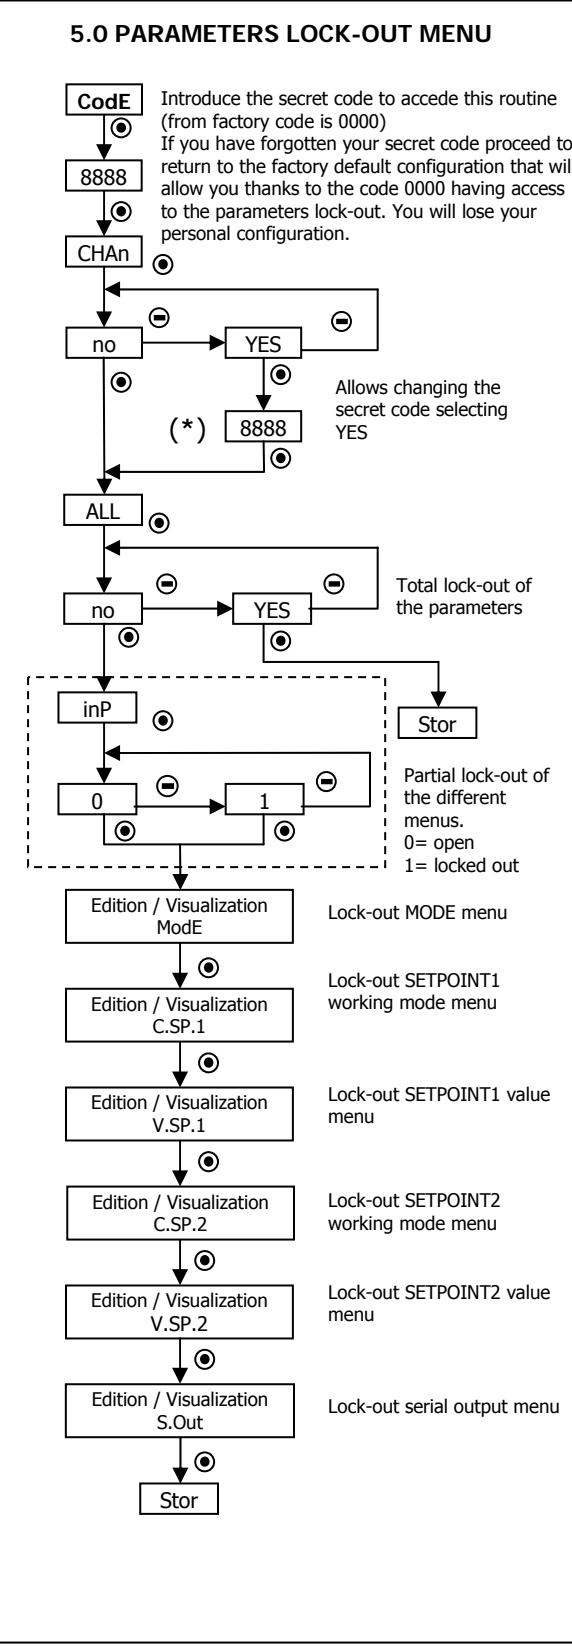 5.0 PARAMETERS LOCK-OUT MENU
CodE
Introduce the secret code to accede this routine
(from factory code is 0000)
If you have forgotten your secret code proceed to
return to the factory default configuration that wil
allow you thanks to the code 0000 having access
to the parameters lock-out. You will lose your
personal configuration.
8888
CHAn
no
YES
Allows changing the
secret code selecting
YES
(*)
8888
ALL
no
YES
Total lock-out of
the parameters
Stor
inP
0
1
Partial lock-out of
the different
menus.
0= open
1= locked out
Edition / Visualization
ModE
Lock-out MODE menu
Edition / Visualization
C.SP.1
Lock-out SETPOINT1
working mode menu
Edition / Visualization
V.SP.1
Lock-out SETPOINT1 value
menu
Edition / Visualization
C.SP.2
Lock-out SETPOINT2
working mode menu
Edition / Visualization
V.SP.2
Lock-out SETPOINT2 value
menu
Edition / Visualization
S.Out
Lock-out serial output menu
Stor